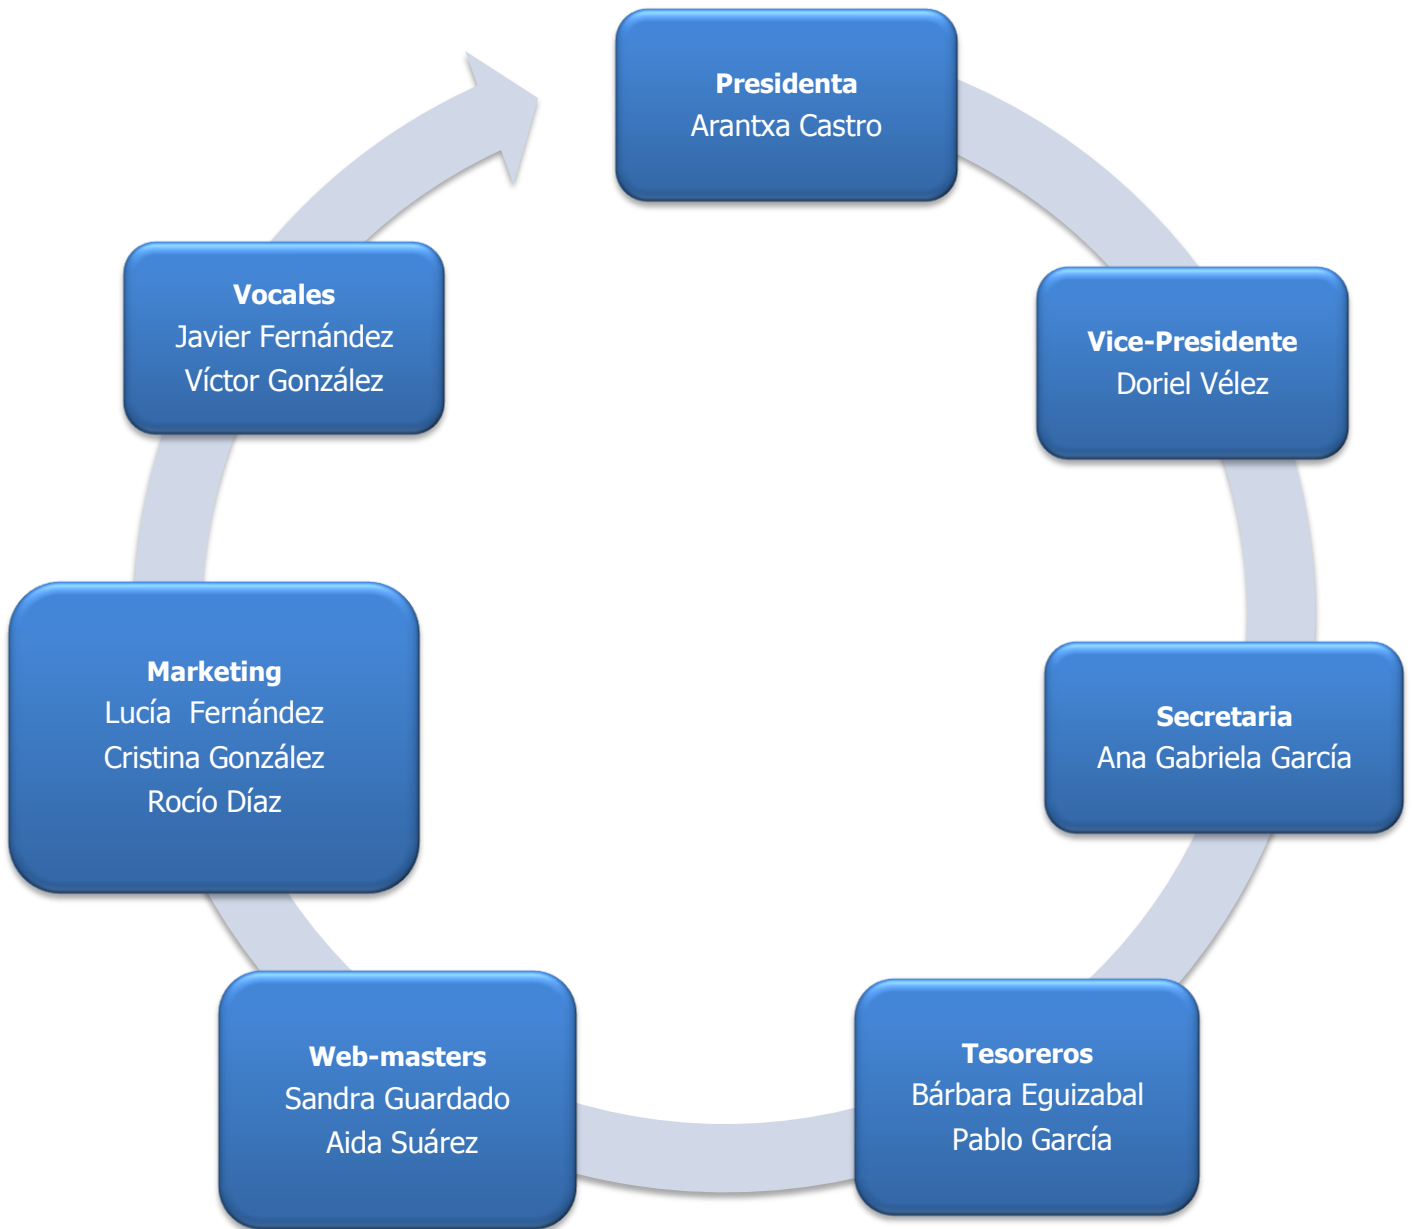 Presidenta
Arantxa Castro
Vice-Presidente
Doriel Vélez
Secretaria
Ana Gabriela García
Tesoreros
Bárbara Eguizabal
Pablo García
Web-masters
Sandra Guardado
Aida Suárez
Marketing
Lucía  Fernández
Cristina González
Rocío Díaz
Vocales
Javier Fernández
Víctor González